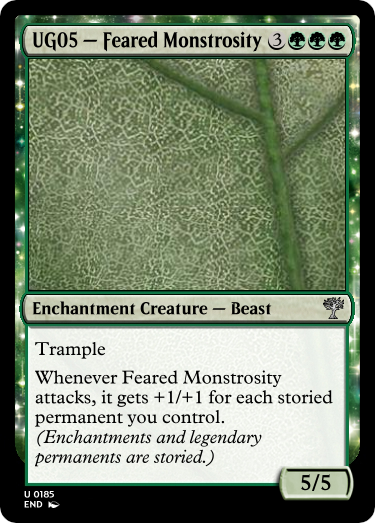 UG05 — Feared Monstrosity 3
Enchantment Creature — Beast
Trample
Whenever Feared Monstrosity
attacks, it gets +1/+1 for each storied
permanent you control.
(Enchantments and legendary
permanents are storied.)
5/5
U 0185
END